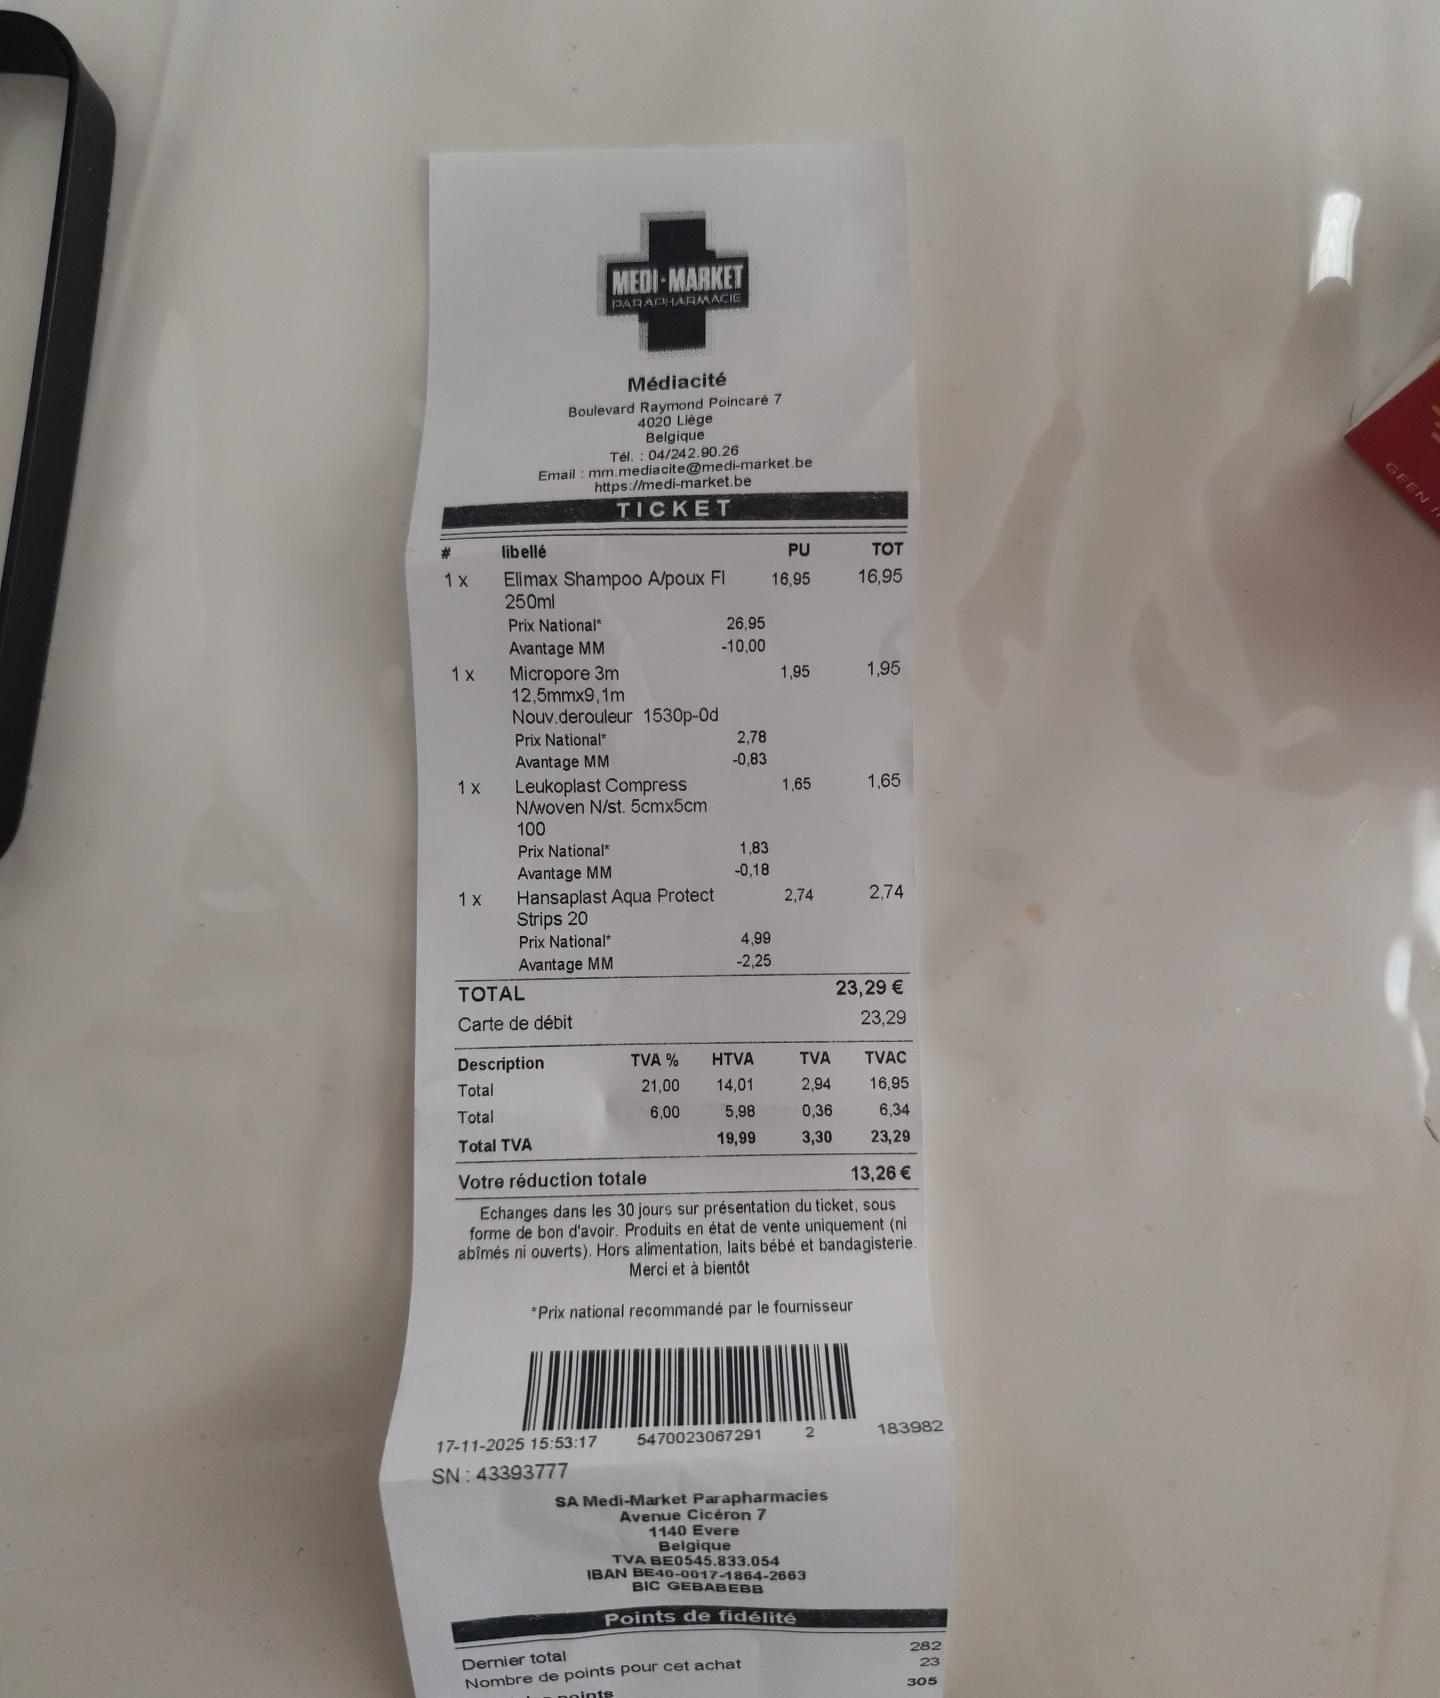 MEDI-MARKET
PARAPHARMACIE
Médiacité
Boulevard Raymond Poincaré 7
4020 Liège
Belgique
Tél. : 04/242.90.26
Email : mm.mediacite@medi-market.be
https://medi-market.be
TICKET
# libellé PU TOT
1 x Elimax Shampoo A/poux Fl 16,95 16,95
250ml
Prix National* 26,95
Avantage MM -10,00
1 x Micropore 3m 1,95 1,95
12,5mmx9,1m
Nouv.derouleur 1530p-0d
Prix National* 2,78
Avantage MM -0,83
1 x Leukoplast Compress 1,65 1,65
N/woven N/st. 5cmx5cm
100
Prix National* 1,83
Avantage MM -0,18
1 x Hansaplast Aqua Protect 2,74 2,74
Strips 20
Prix National* 4,99
Avantage MM -2,25
TOTAL 23,29 €
Carte de débit 23,29
Description TVA % HTVA TVA TVAC
Total 21,00 14,01 2,94 16,95
Total 6,00 5,98 0,36 6,34
Total TVA 19,99 3,30 23,29
Votre réduction totale 13,26 €
Echanges dans les 30 jours sur présentation du ticket, sous
forme de bon d'avoir. Produits en état de vente uniquement (ni
abîmés ni ouverts). Hors alimentation, laits bébé et bandagisterie.
Merci et à bientôt
*Prix national recommandé par le fournisseur
17-11-2025 15:53:17 5470023067291 2 183982
SN : 43393777
SA Medi-Market Parapharmacies
Avenue Cicéron 7
1140 Evere
Belgique
TVA BE0545.833.054
IBAN BE40-0017-1864-2663
BIC GEBABEBB
Points de fidélité
Dernier total 282
Nombre de points pour cet achat 23
points 305
GEEN